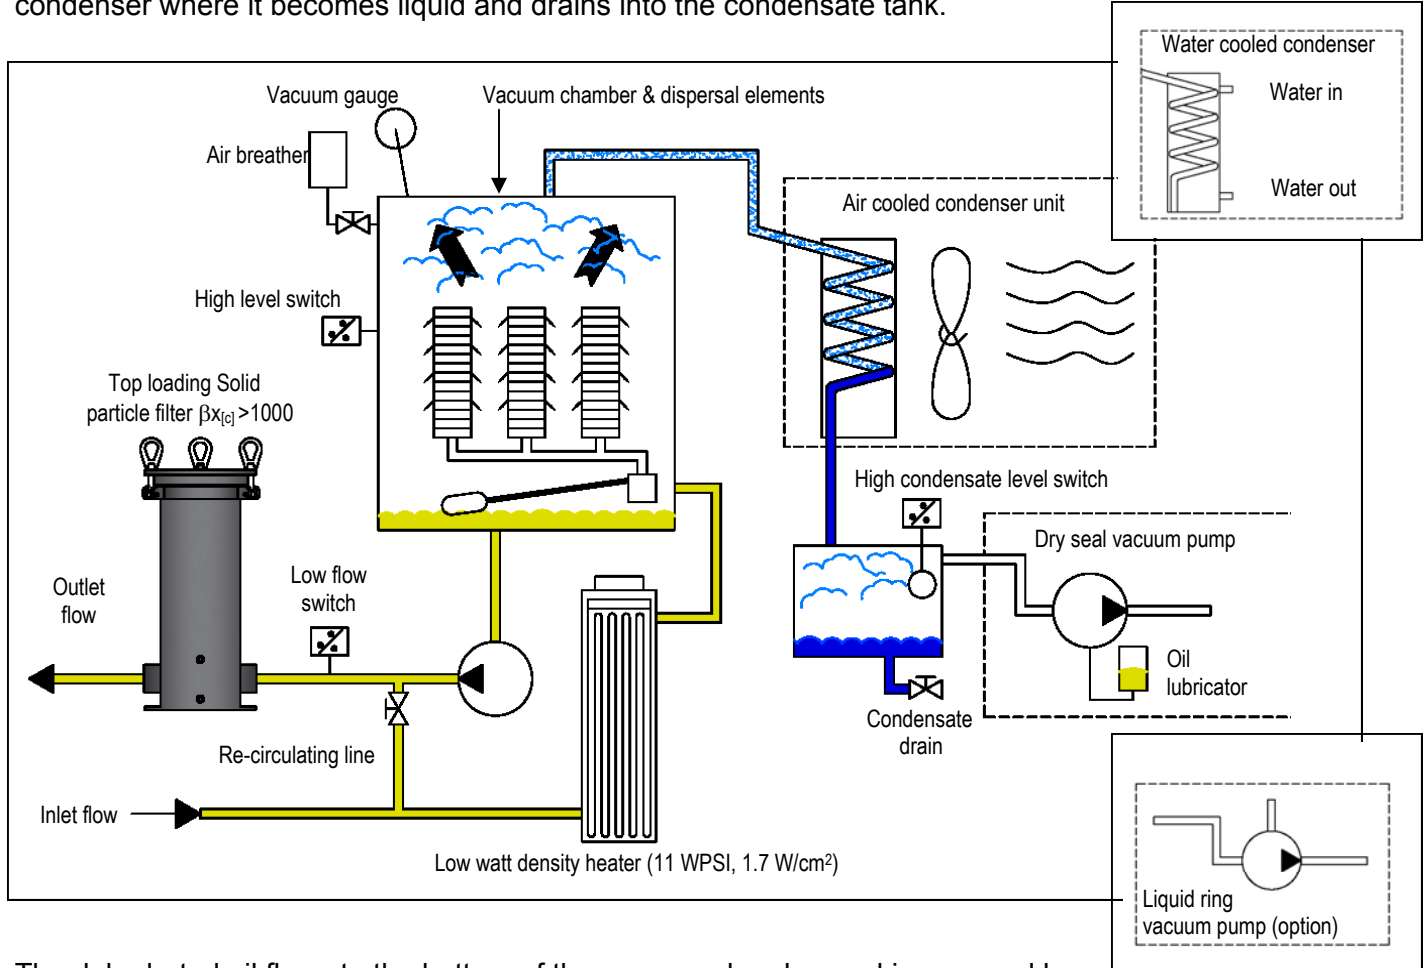 condenser where it becomes liquid and drains into the condensate tank.
Water cooled condenser
Water in
Water out
Vacuum gauge
Vacuum chamber & dispersal elements
Air breather
Air cooled condenser unit
High level switch
Top loading Solid
particle filter βx[c] >1000
High condensate level switch
Dry seal vacuum pump
Low flow
switch
Outlet
flow
Oil
lubricator
Condensate
drain
Re-circulating line
Inlet flow
Low watt density heater (11 WPSI, 1.7 W/cm²)
Liquid ring
vacuum pump (option)